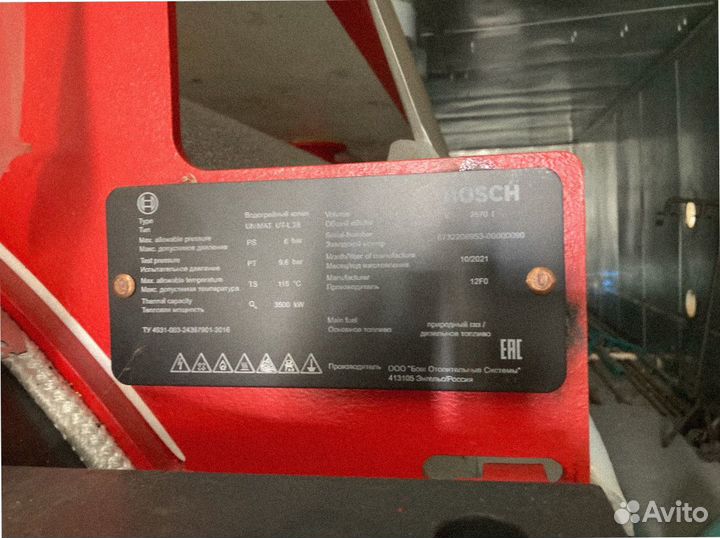 BOSCH
Type Водогрейный котел
Тип UNIMAT UT-L 28
Max. allowable pressure
Макс. допустимое давление PS 6 bar
Test pressure
Испытательное давление PT 9.6 bar
Max. allowable temperature
Макс. допустимая температура TS 115 °C
Thermal capacity
Тепловая мощность 3500 kW
ТУ 4931-003-24397901-2016
Volume
Общий объем l
Serial-Number
Заводской номер
Month/Year of manufacture
Месяц/год изготовления 10/2021
Manufacturer
Производитель 12F0
Main fuel
Основное топливо
природный газ /
дизельное топливо
EAC
Производитель ООО "Бош Отопительные Системы"
413105 Энгельс/Россия
Avito